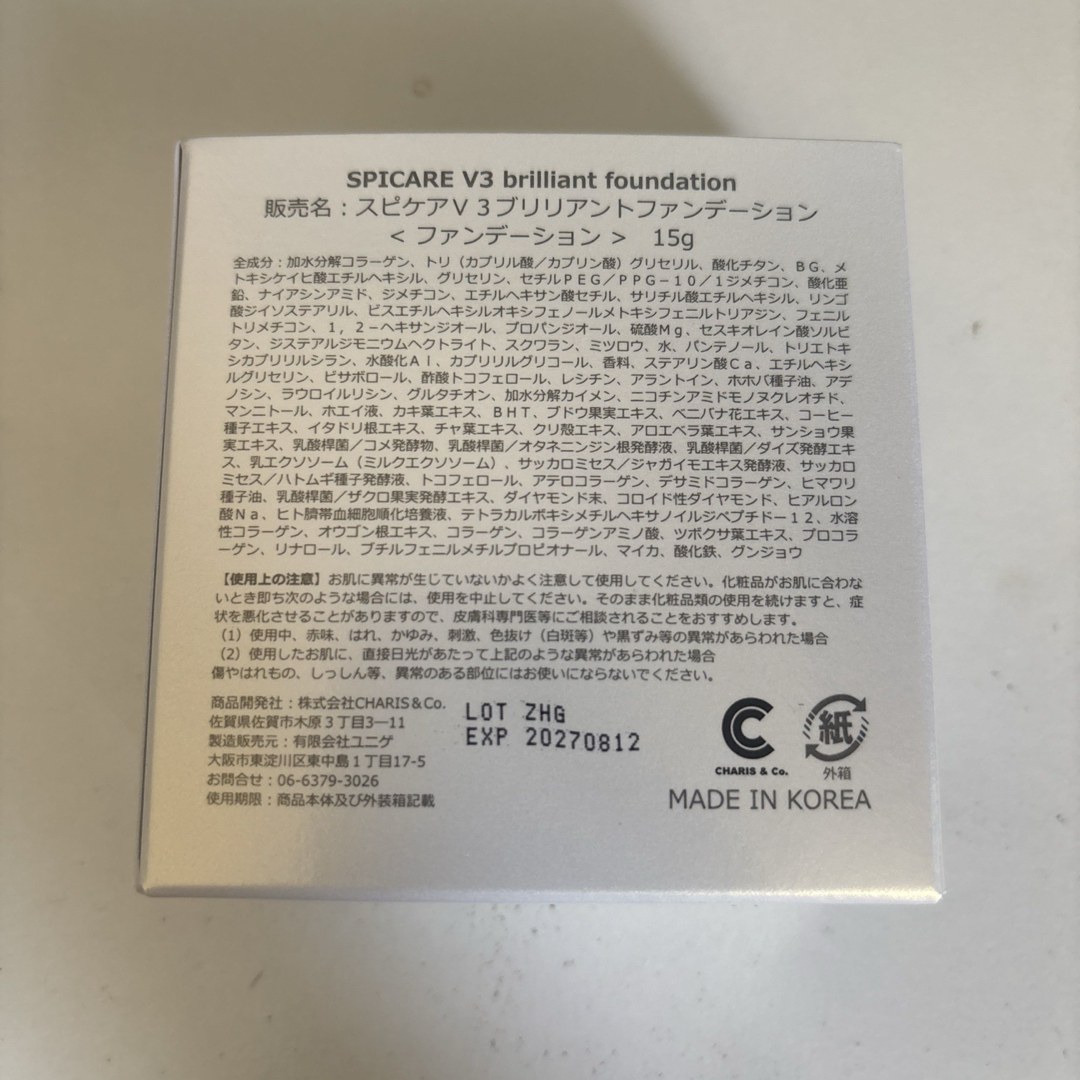 SPICARE V3 brilliant foundation
販売名：スピケアＶ３ブリリアントファンデーション
＜ファンデーション＞ 15g
全成分：加水分解コラーゲン、トリ（カプリル酸／カプリン酸）グリセリル、酸化チタン、ＢＧ、メ
トキシケイヒ酸エチルヘキシル、グリセリン、セチルＰＥＧ／ＰＰＧ－１０／１ジメチコン、酸化亜
鉛、ナイアシンアミド、ジメチコン、エチルヘキサン酸セチル、サリチル酸エチルヘキシル、リンゴ
酸ジイソステアリル、ビスエチルヘキシルオキシフェノールメトキシフェニルトリアジン、フェニル
トリメチコン、１，２－ヘキサンジオール、プロパンジオール、硫酸Ｍｇ、セスキオレイン酸ソルビ
タン、ジステアルジモニウムヘクトライト、スクワラン、ミツロウ、水、パンテノール、トリエトキ
シカプリリルシラン、水酸化Ａｌ、カプリリルグリコール、香料、ステアリン酸Ｃａ、エチルヘキシ
ルグリセリン、ビサボロール、酢酸トコフェロール、レシチン、アラントイン、ホホバ種子油、アデ
ノシン、ラウロイルリシン、グルタチオン、加水分解カイメン、ニコチンアミドモノヌクレオチド、
マンニトール、ホエイ液、カキ葉エキス、ＢＨＴ、ブドウ果実エキス、ベニバナ花エキス、コーヒー
種子エキス、イタドリ根エキス、チャ葉エキス、クリ殻エキス、アロエベラ葉エキス、サンショウ果
実エキス、乳酸桿菌／コメ発酵物、乳酸桿菌／オタネニンジン根発酵液、乳酸桿菌／ダイズ発酵エキ
ス、乳エクソソーム（ミルクエクソソーム）、サッカロミセス／ジャガイモエキス発酵液、サッカロ
ミセス／ハトムギ種子発酵液、トコフェロール、アテロコラーゲン、デサミドコラーゲン、ヒマワリ
種子油、乳酸桿菌／ザクロ果実発酵エキス、ダイヤモンド末、コロイド性ダイヤモンド、ヒアルロン
酸Ｎａ、ヒト臍帯血細胞順化培養液、テトラカルボキシメチルヘキサノイルジペプチド－１２、水溶
性コラーゲン、オウゴン根エキス、コラーゲン、コラーゲンアミノ酸、ツボクサ葉エキス、プロコラ
ーゲン、リナロール、ブチルフェニルメチルプロピオナール、マイカ、酸化鉄、グンジョウ
【使用上の注意】お肌に異常が生じていないかよく注意して使用してください。化粧品がお肌に合わな
いとき即ち次のような場合には、使用を中止してください。そのまま化粧品類の使用を続けますと、症
状を悪化させることがありますので、皮膚科専門医等にご相談されることをおすすめします。
（1）使用中、赤味、はれ、かゆみ、刺激、色抜け（白斑等）や黒ずみ等の異常があらわれた場合
（2）使用したお肌に、直接日光があたって上記のような異常があらわれた場合
傷やはれもの、しっしん等、異常のある部位にはお使いにならないでください。
商品開発社：株式会社CHARIS＆Co.
佐賀県佐賀市木原３丁目3―11
製造販売元：有限会社ユニゲ
大阪市東淀川区東中島１丁目17-5
お問合せ：06-6379-3026
使用期限：商品本体及び外装箱記載
LOT ZHG
EXP 20270812
CHARIS & Co.
紙
外箱
MADE IN KOREA